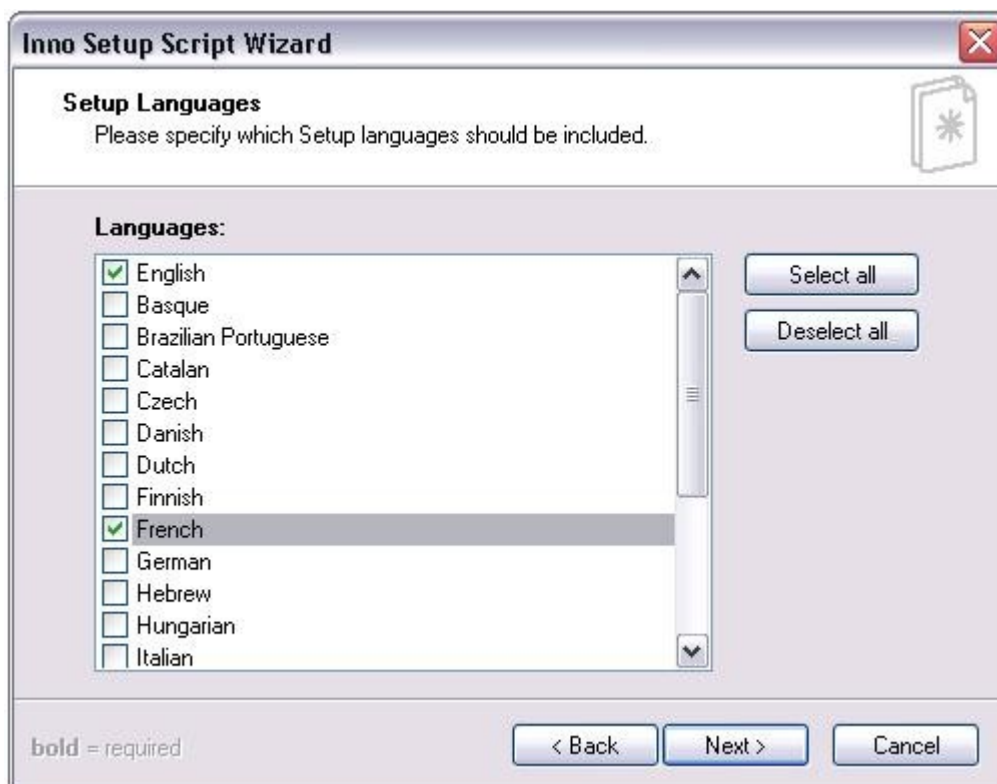 Inno Setup Script Wizard
Setup Languages
Please specify which Setup languages should be included.
Languages:
English
Basque
Brazilian Portuguese
Catalan
Czech
Danish
Dutch
Finnish
French
German
Hebrew
Hungarian
Italian
Select all
Deselect all
bold = required
< Back
Next >
Cancel